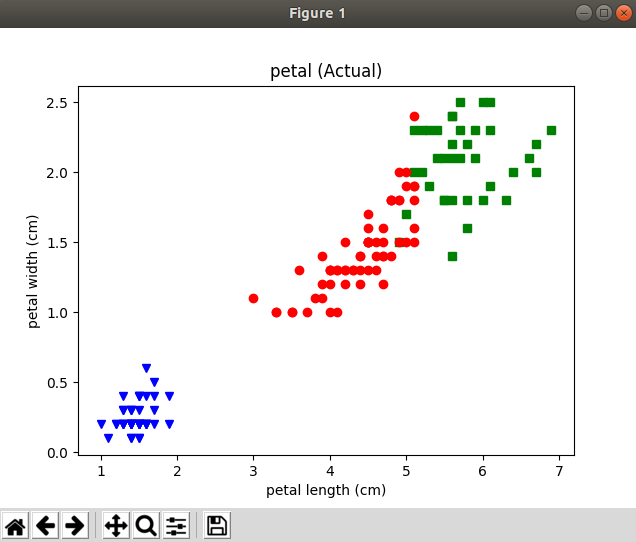 Figure 1
petal (Actual)
2.5
2.0
1.5
1.0
0.5
0.0
petal width (cm)
1 2 3 4 5 6 7
petal length (cm)